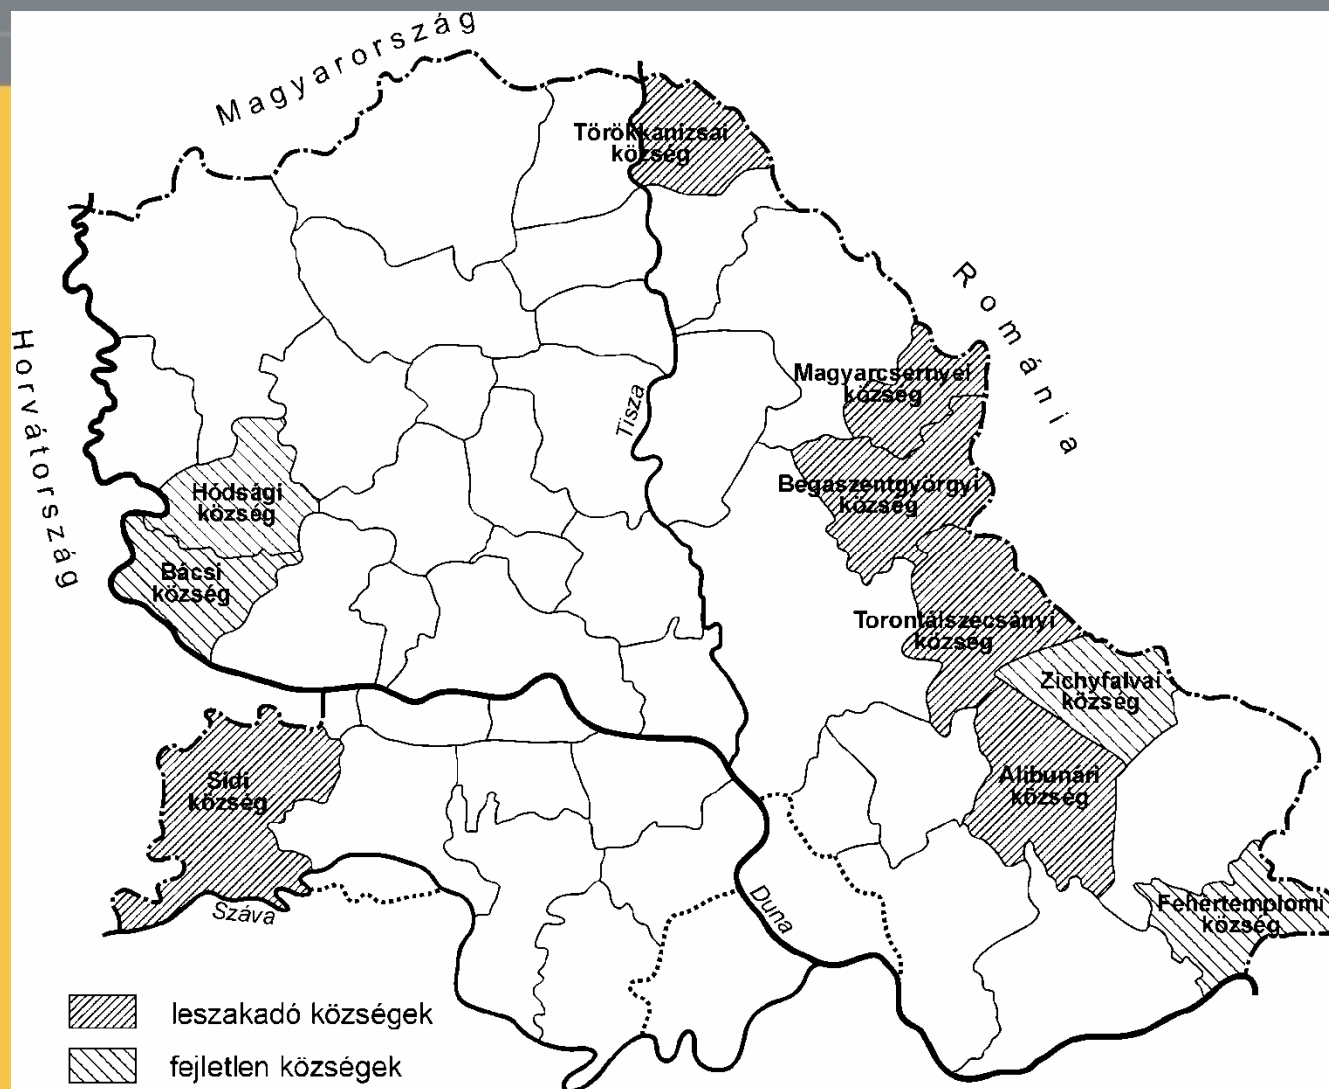 Magyarország
Törökkanizsai
község
Románia
Horvátország
Magyarcsernyei
község
Tisza
Begaszentgyörgyi
község
Hódsági
község
Bácsi
község
Torontálszécsányi
község
Zichyfalvai
község
Sidi
község
Alibunári
község
Duna
Száva
Fehértemplomi
község
leszakadó községek
fejletlen községek